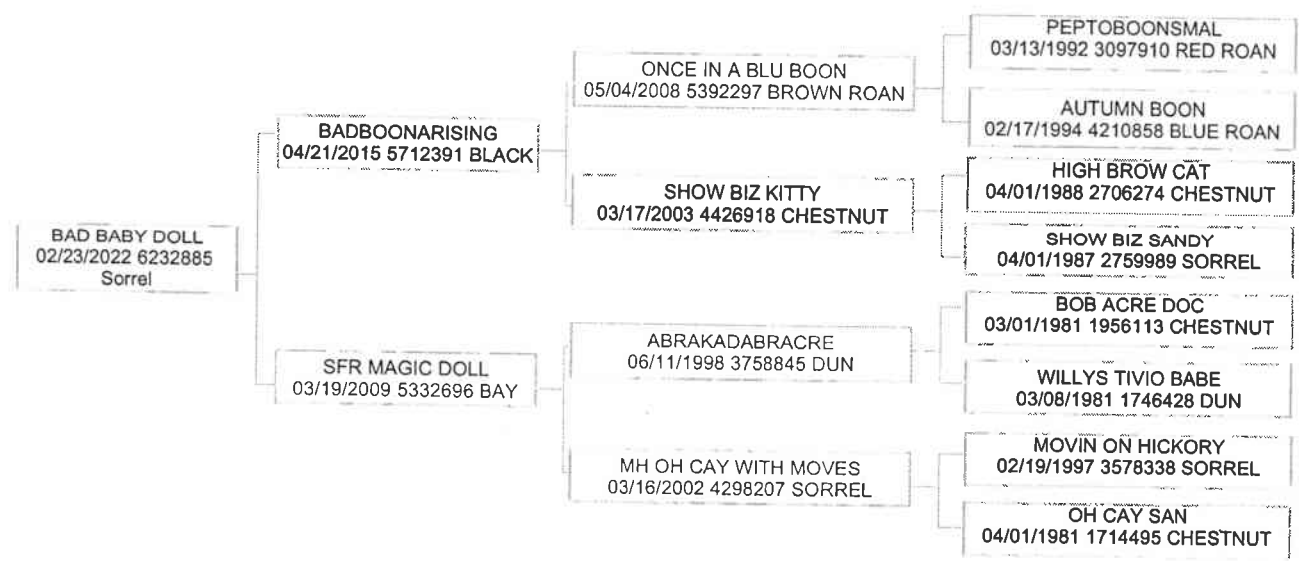 PEPTOBOONSMAL
03/13/1992 3097910 RED ROAN
ONCE IN A BLU BOON
05/04/2008 5392297 BROWN ROAN
AUTUMN BOON
02/17/1994 4210858 BLUE ROAN
BADBOONARISING
04/21/2015 5712391 BLACK
HIGH BROW CAT
04/01/1988 2706274 CHESTNUT
SHOW BIZ KITTY
03/17/2003 4426918 CHESTNUT
SHOW BIZ SANDY
04/01/1987 2759989 SORREL
BAD BABY DOLL
02/23/2022 6232885
Sorrel
BOB ACRE DOC
03/01/1981 1956113 CHESTNUT
ABRAKADABRACRE
06/11/1998 3758845 DUN
WILLYS TIVIO BABE
03/08/1981 1746428 DUN
SFR MAGIC DOLL
03/19/2009 5332696 BAY
MOVIN ON HICKORY
02/19/1997 3578338 SORREL
MH OH CAY WITH MOVES
03/16/2002 4298207 SORREL
OH CAY SAN
04/01/1981 1714495 CHESTNUT